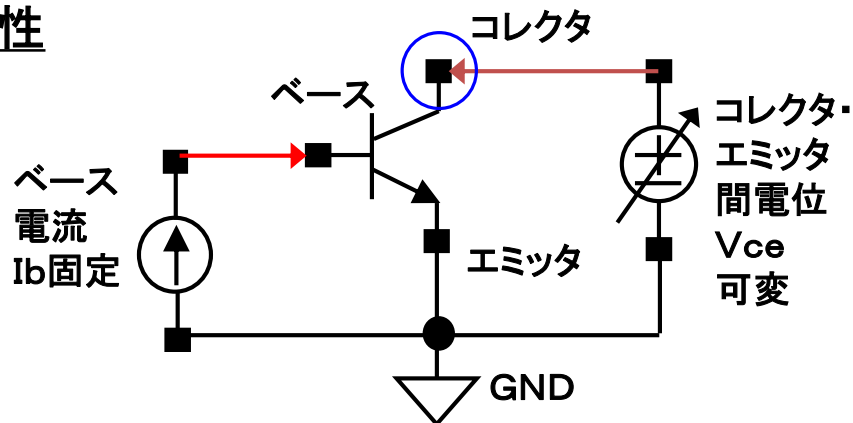 性
コレクタ
ベース
ベース
電流
Ib固定
コレクタ・
エミッタ
間電位
Vce
可変
エミッタ
GND